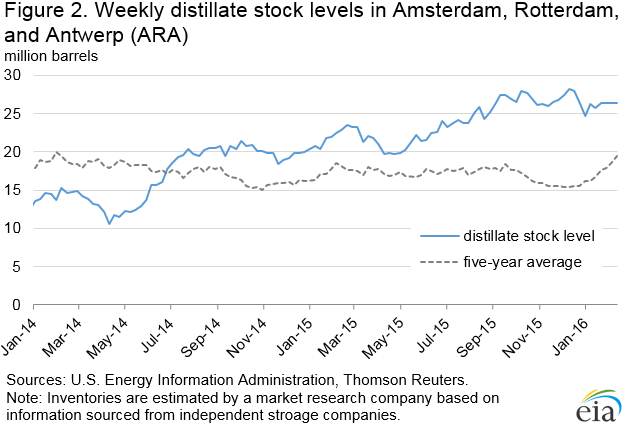 Figure 2. Weekly distillate stock levels in Amsterdam, Rotterdam,
and Antwerp (ARA)
million barrels
30
25
20
15
10
5
0
distillate stock level
five-year average
Jan-14
Mar-14
May-14
Jul-14
Sep-14
Nov-14
Jan-15
Mar-15
May-15
Jul-15
Sep-15
Nov-15
Jan-16
Sources: U.S. Energy Information Administration, Thomson Reuters.
Note: Inventories are estimated by a market research company based on
information sourced from independent stroage companies.
eia